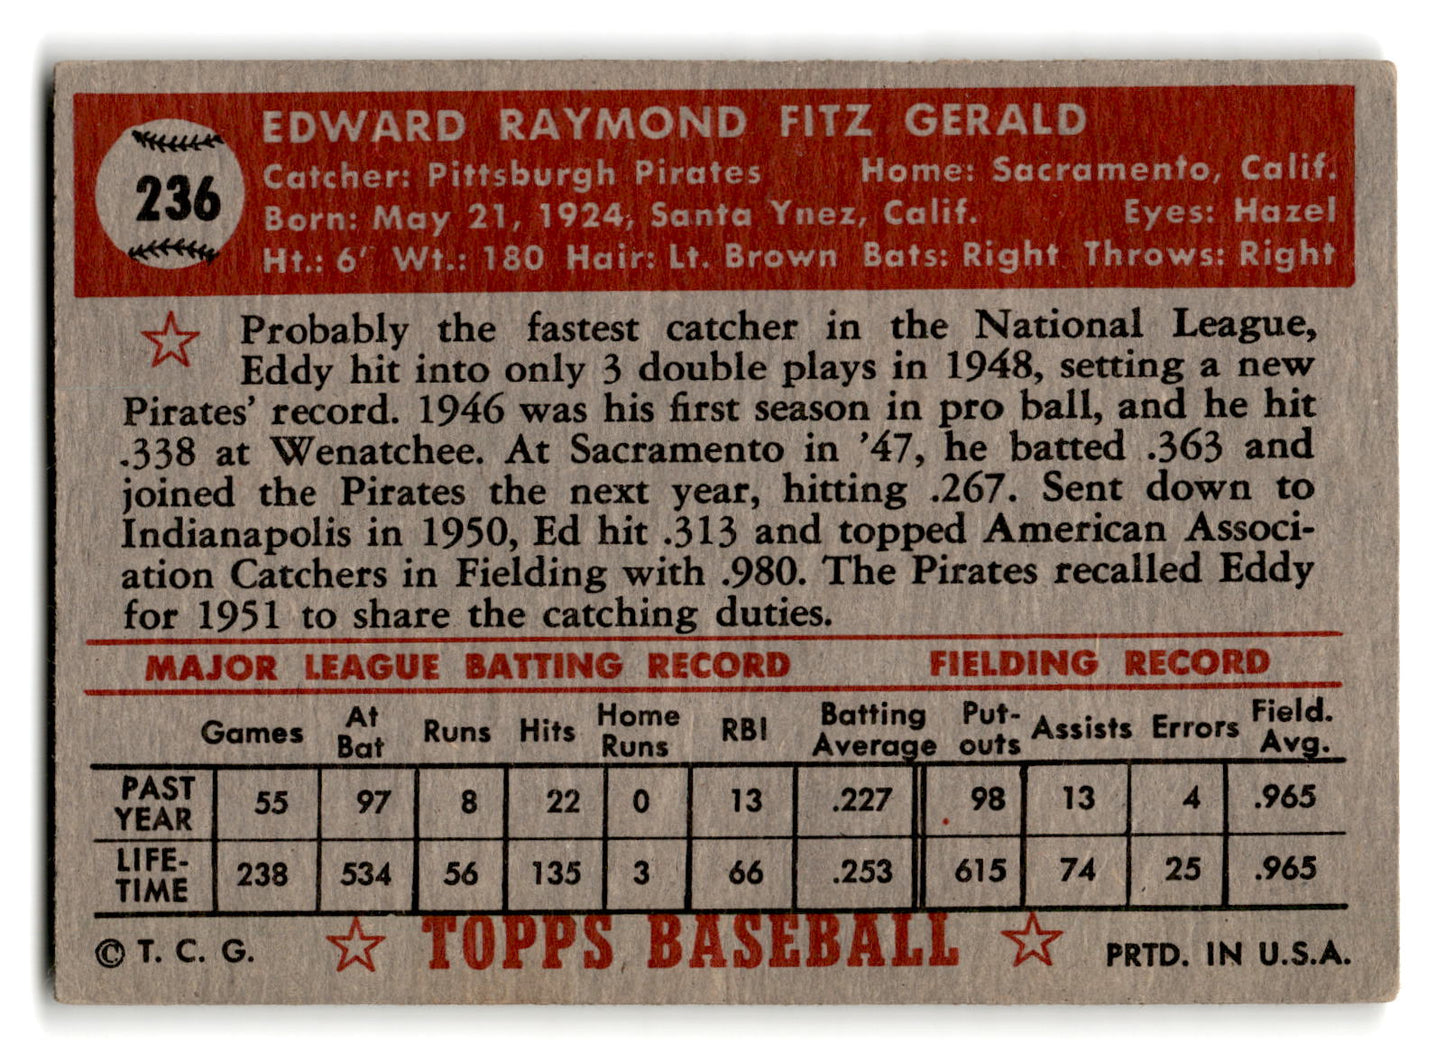 EDWARD RAYMOND FITZ GERALD
236
Catcher: Pittsburgh Pirates Home: Sacramento, Calif.
Born: May 21, 1924, Santa Ynez, Calif. Eyes: Hazel
Ht.: 6' Wt.: 180 Hair: Lt. Brown Bats: Right Throws: Right
Probably the fastest catcher in the National League,
Eddy hit into only 3 double plays in 1948, setting a new
Pirates' record. 1946 was his first season in pro ball, and he hit
.338 at Wenatchee. At Sacramento in '47, he batted .363 and
joined the Pirates the next year, hitting .267. Sent down to
Indianapolis in 1950, Ed hit .313 and topped American Associ-
ation Catchers in Fielding with .980. The Pirates recalled Eddy
for 1951 to share the catching duties.
MAJOR LEAGUE BATTING RECORD FIELDING RECORD
Games At Bat Runs Hits Home Runs RBI Batting Average Put-outs Assists Errors Field. Avg.
PAST YEAR 55 97 8 22 0 13 .227 98 13 4 .965
LIFE-TIME 238 534 56 135 3 66 .253 615 74 25 .965
© T. C. G. TOPPS BASEBALL PRTD. IN U.S.A.